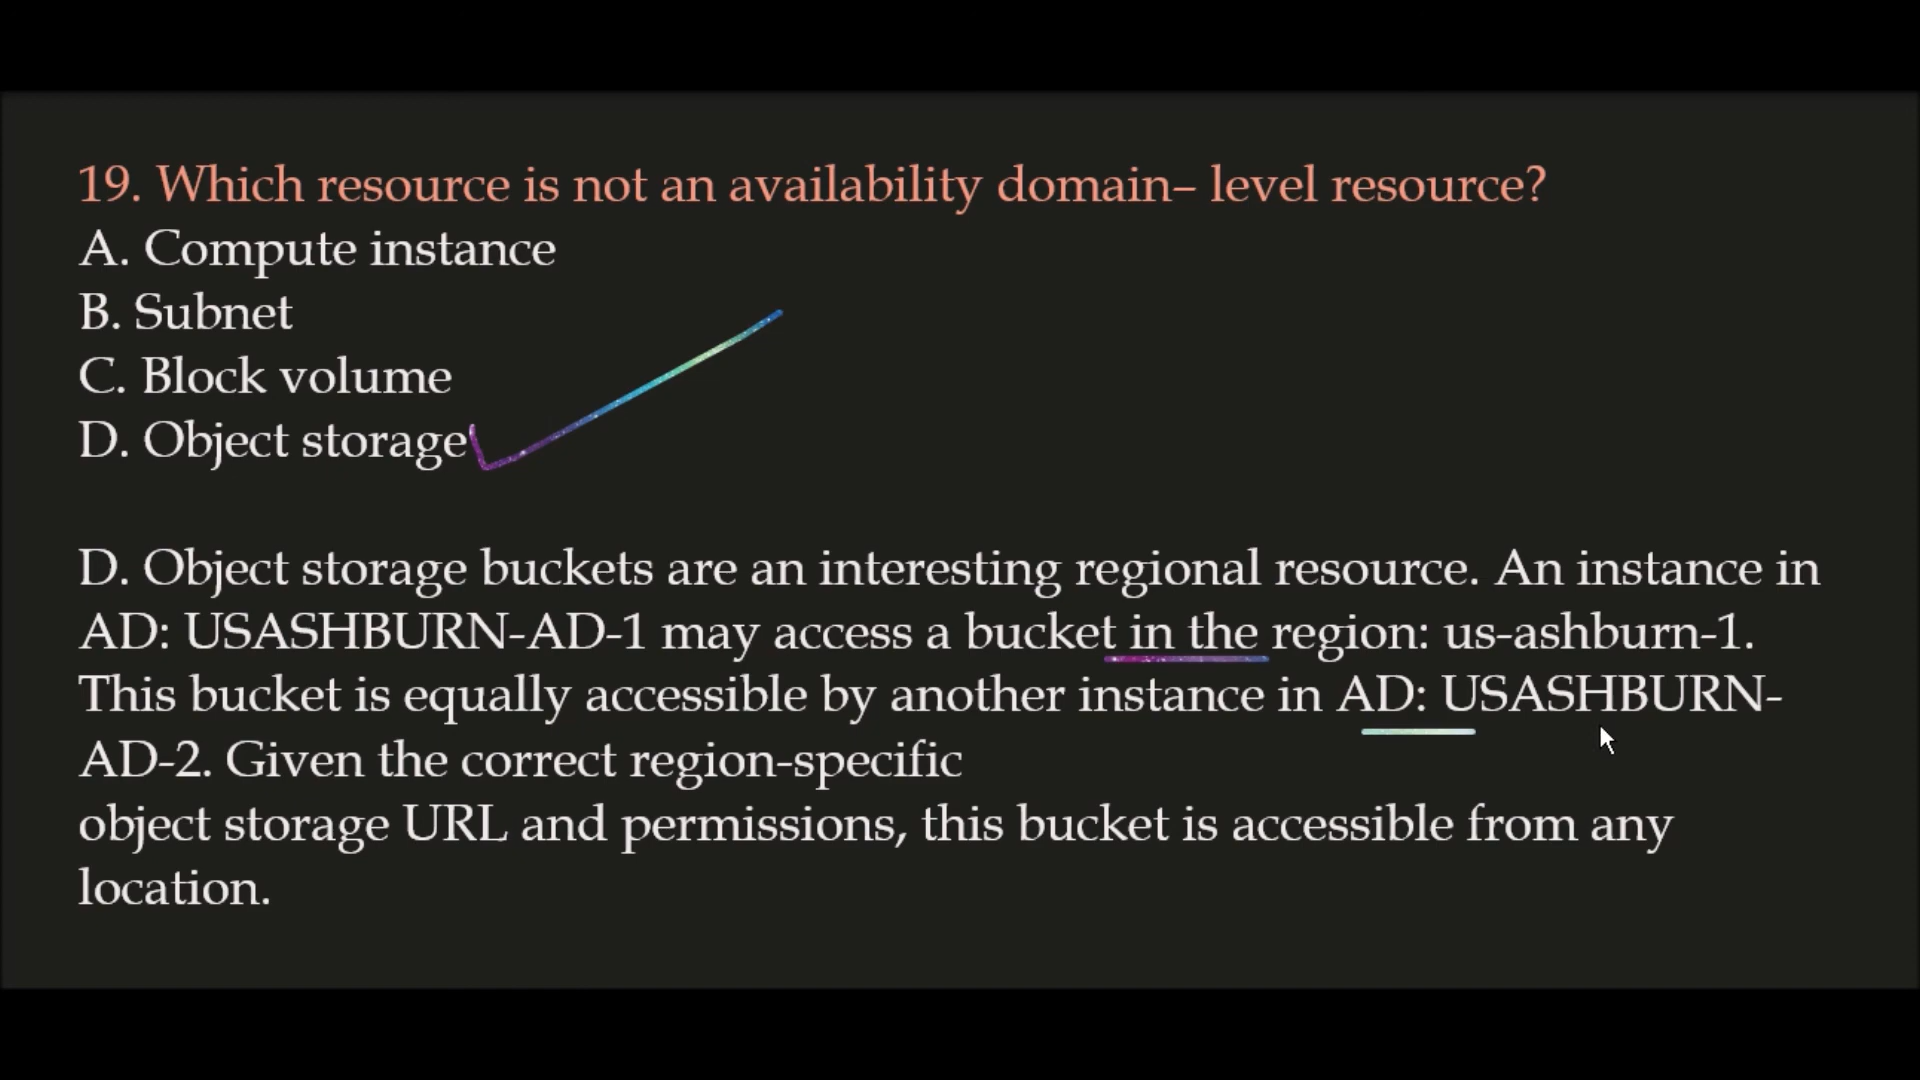 19. Which resource is not an availability domain– level resource?
A. Compute instance
B. Subnet
C. Block volume
D. Object storage
D. Object storage buckets are an interesting regional resource. An instance in
AD: USASHBURN-AD-1 may access a bucket in the region: us-ashburn-1.
This bucket is equally accessible by another instance in AD: USASHBURN-
AD-2. Given the correct region-specific
object storage URL and permissions, this bucket is accessible from any
location.